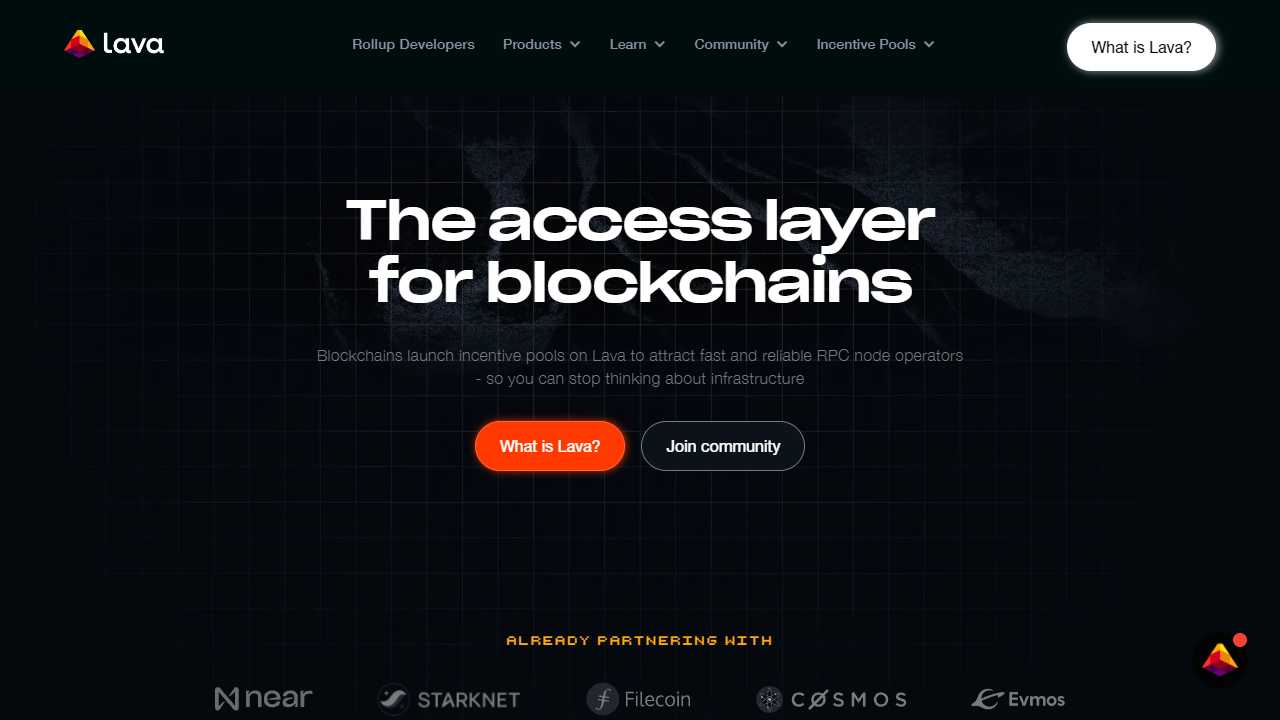 lava
Rollup Developers
Products
Learn
Community
Incentive Pools
What is Lava?
The access layer
for blockchains
Blockchains launch incentive pools on Lava to attract fast and reliable RPC node operators
- so you can stop thinking about infrastructure
What is Lava?
Join community
ALREADY PARTNERING WITH
near
STARKNET
Filecoin
CØSMOS
Evmos